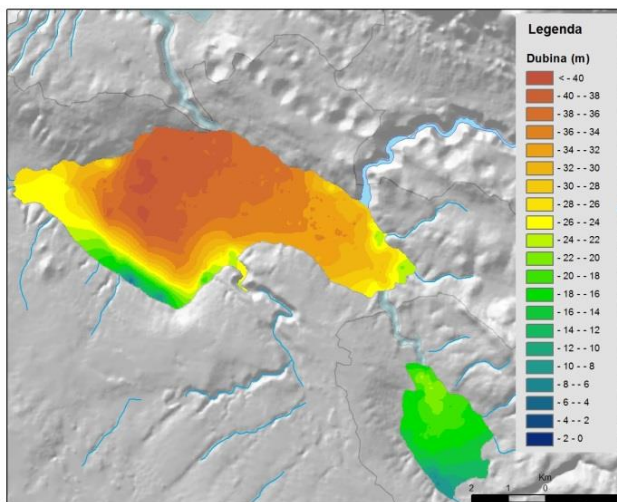 Legenda
Dubina (m)
< - 40
- 40 - - 38
- 38 - - 36
- 36 - - 34
- 34 - - 32
- 32 - - 30
- 30 - - 28
- 28 - - 26
- 26 - - 24
- 24 - - 22
- 22 - - 20
- 20 - - 18
- 18 - - 16
- 16 - - 14
- 14 - - 12
- 12 - - 10
- 10 - - 8
- 8 - - 6
- 6 - - 4
- 4 - - 2
- 2 - 0
Km
2 1 0